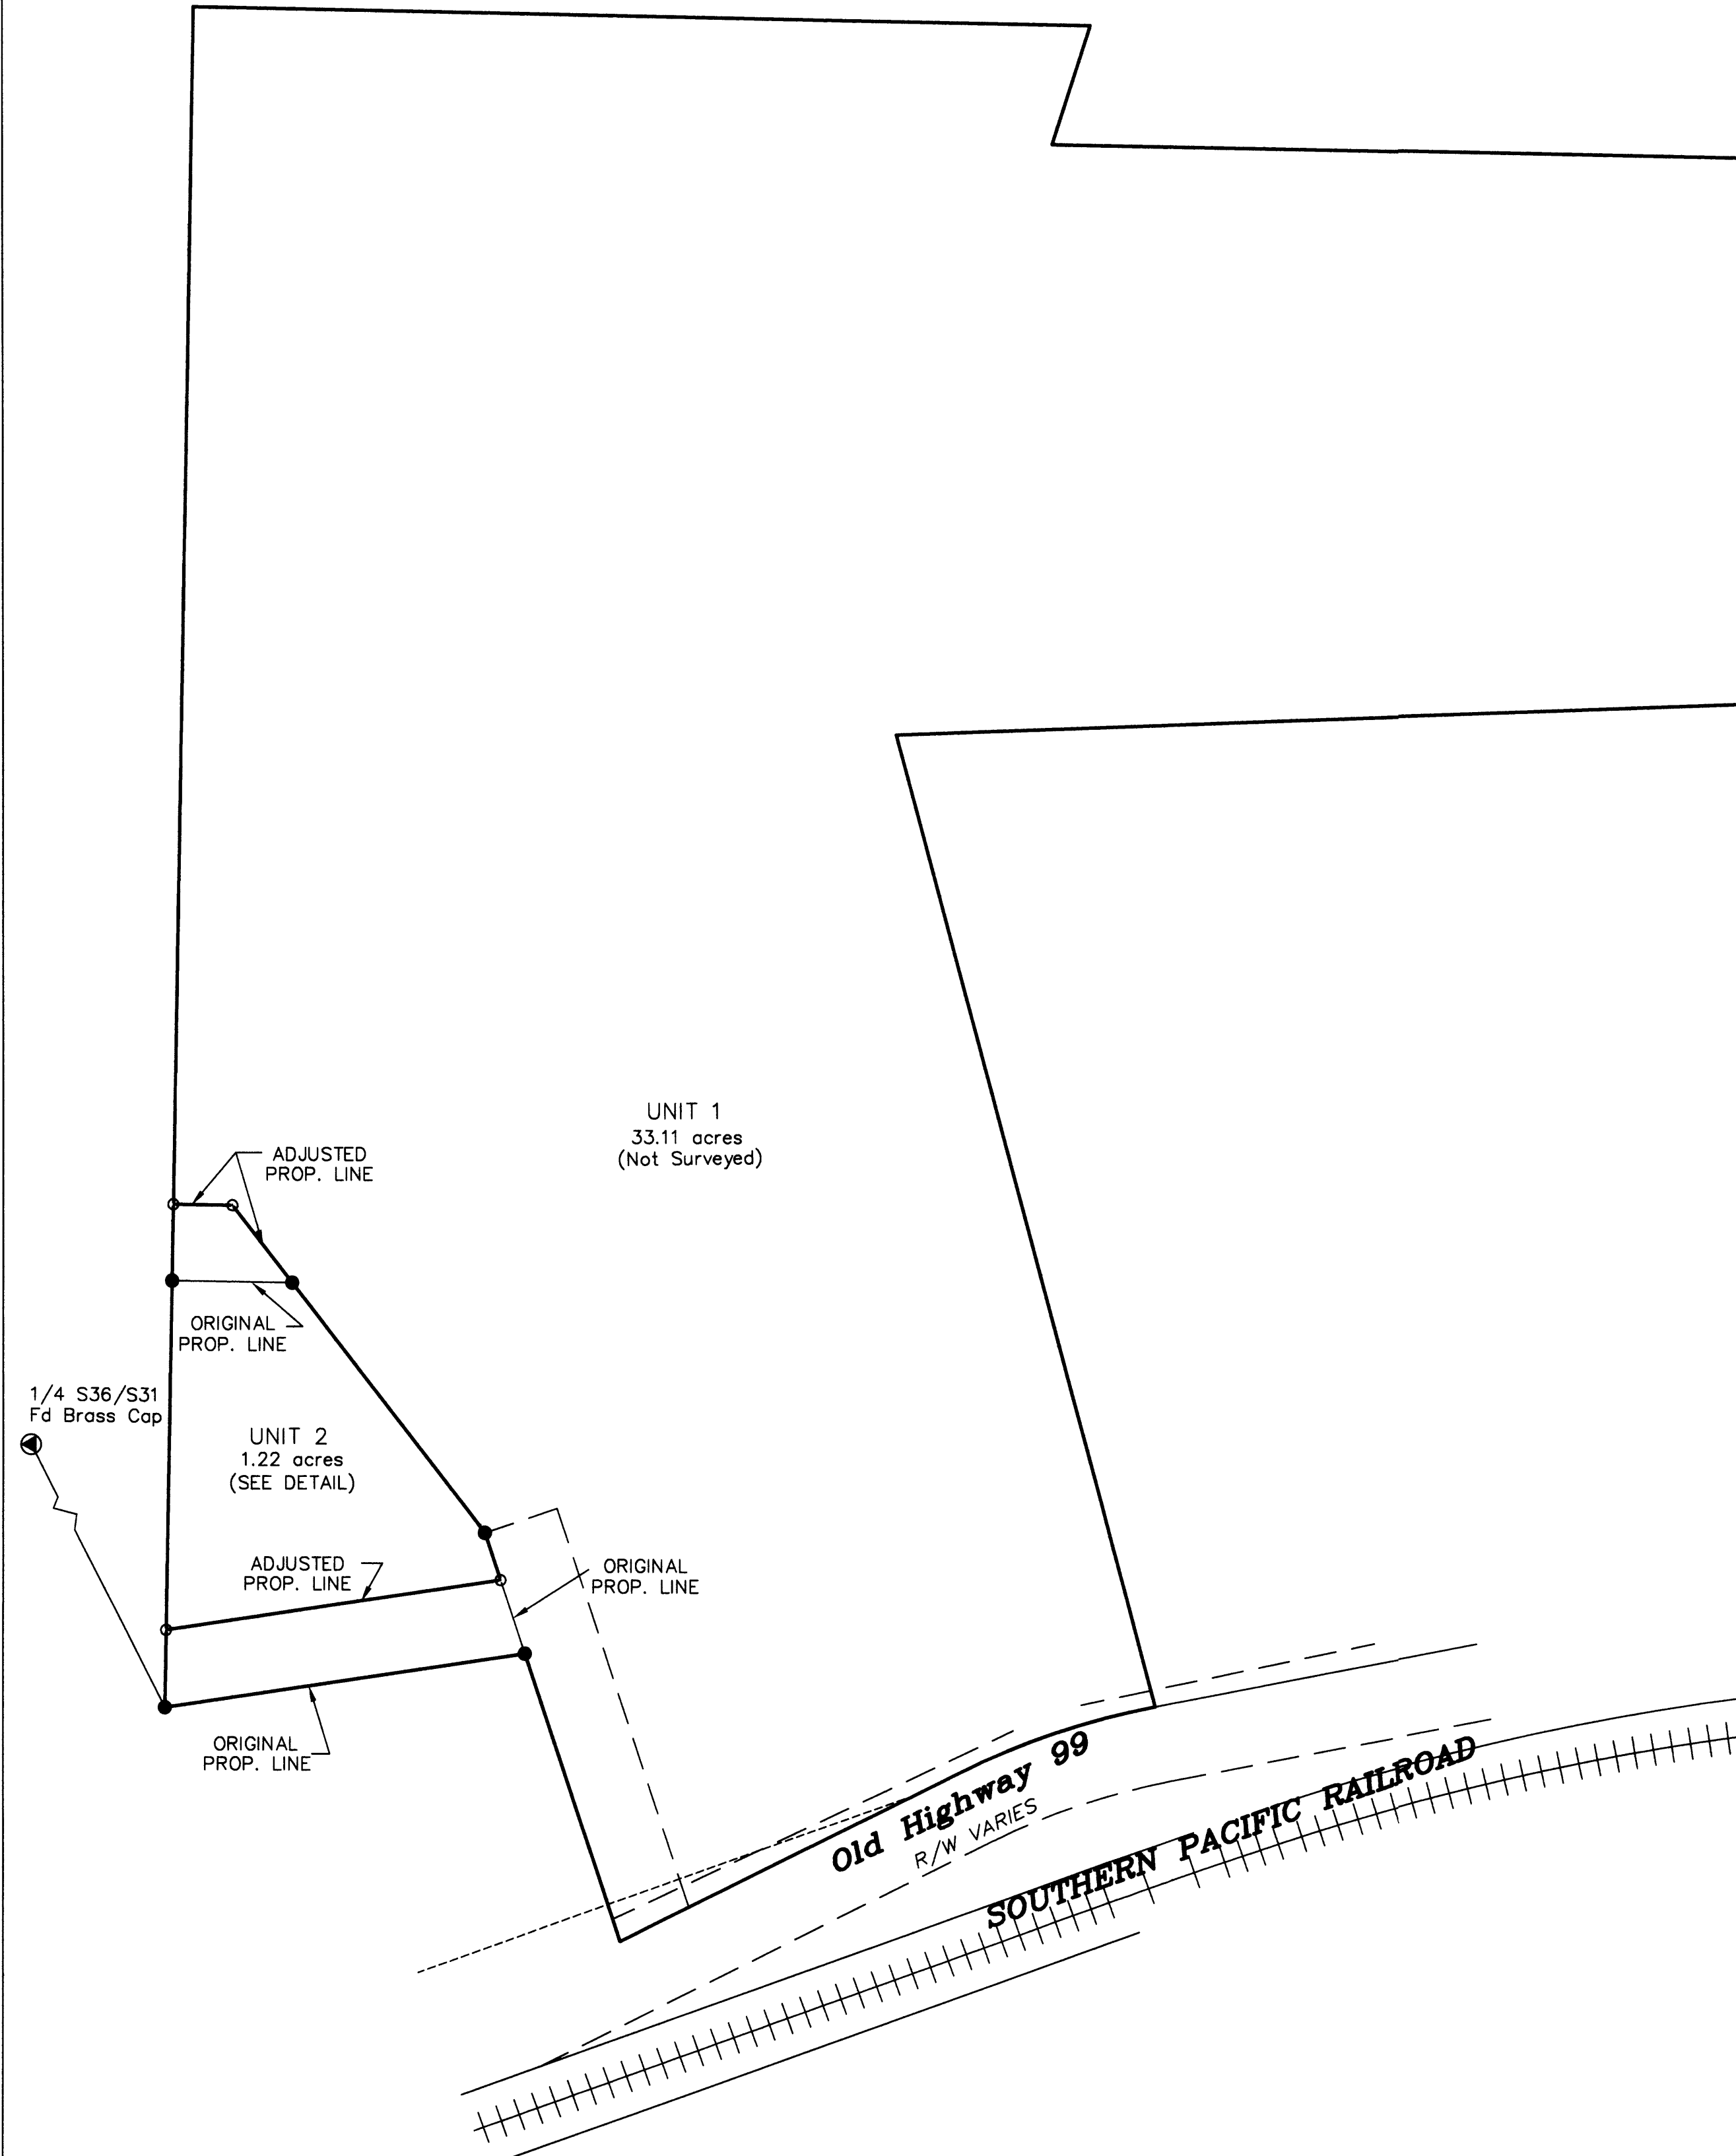 UNIT 1
33.11 acres
(Not Surveyed)
ADJUSTED
PROP. LINE
ORIGINAL
PROP. LINE
1/4 S36/S31
Fd Brass Cap
UNIT 2
1.22 acres
(SEE DETAIL)
ADJUSTED
PROP. LINE
ORIGINAL
PROP. LINE
ORIGINAL
PROP. LINE
Old Highway 99
R/W VARIES
SOUTHERN PACIFIC RAILROAD